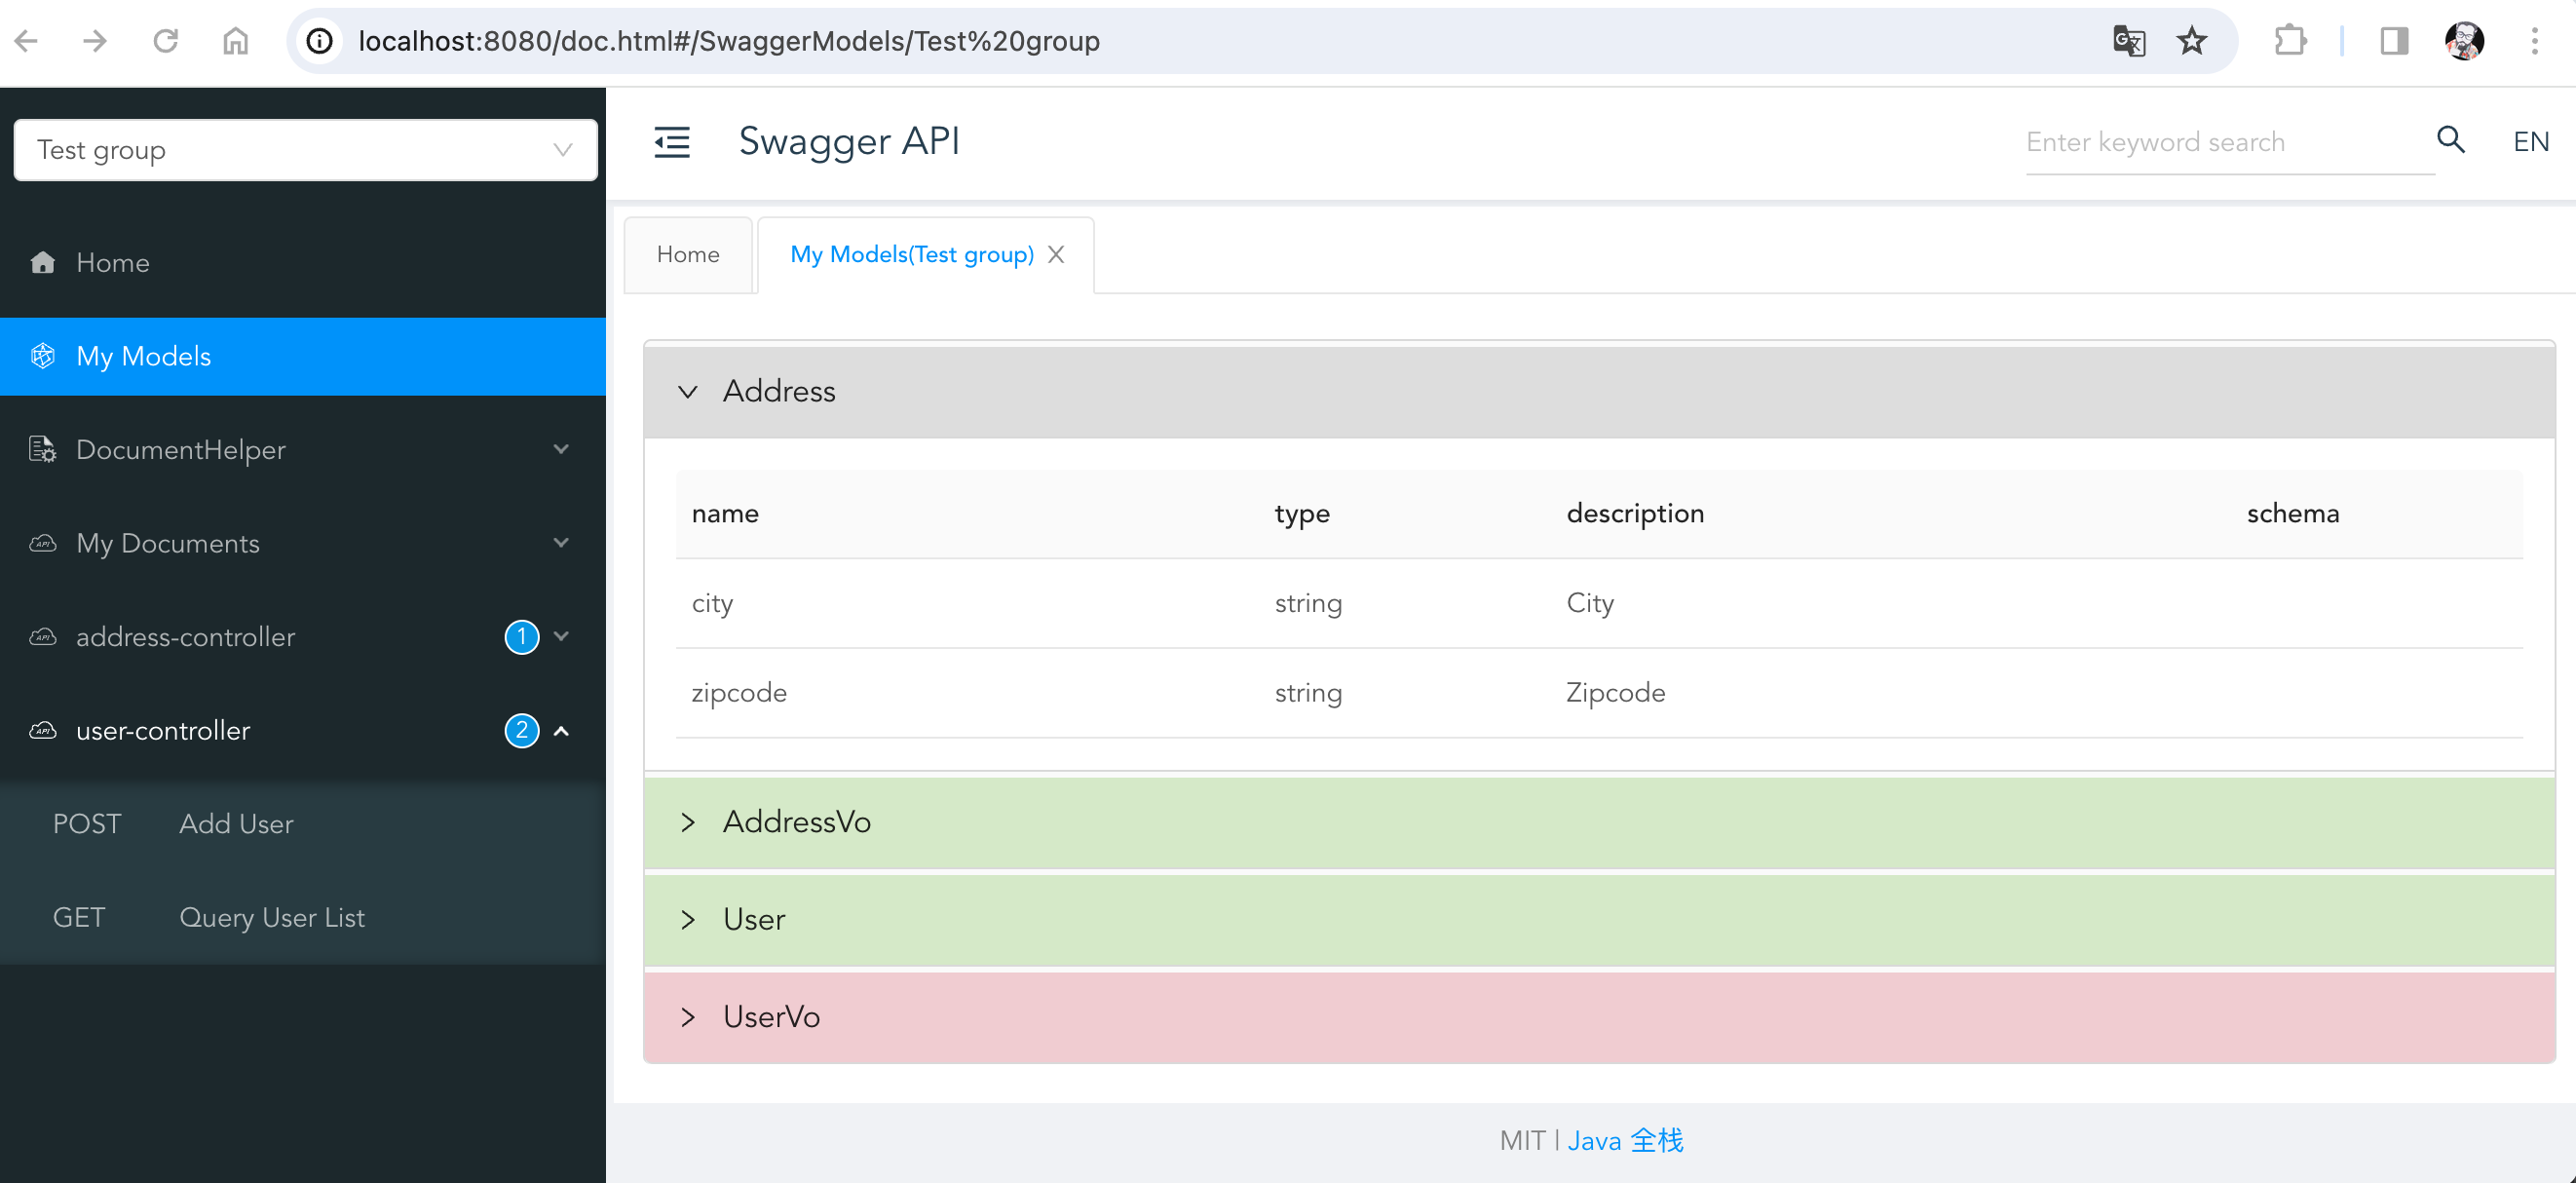 localhost:8080/doc.html#/SwaggerModels/Test%20group
Test group
Home
My Models
DocumentHelper
My Documents
address-controller 1
user-controller 2
POST Add User
GET Query User List
Swagger API
Enter keyword search
EN
Home
My Models(Test group)
Address
name type description schema
city string City
zipcode string Zipcode
AddressVo
User
UserVo
MIT | Java 全栈